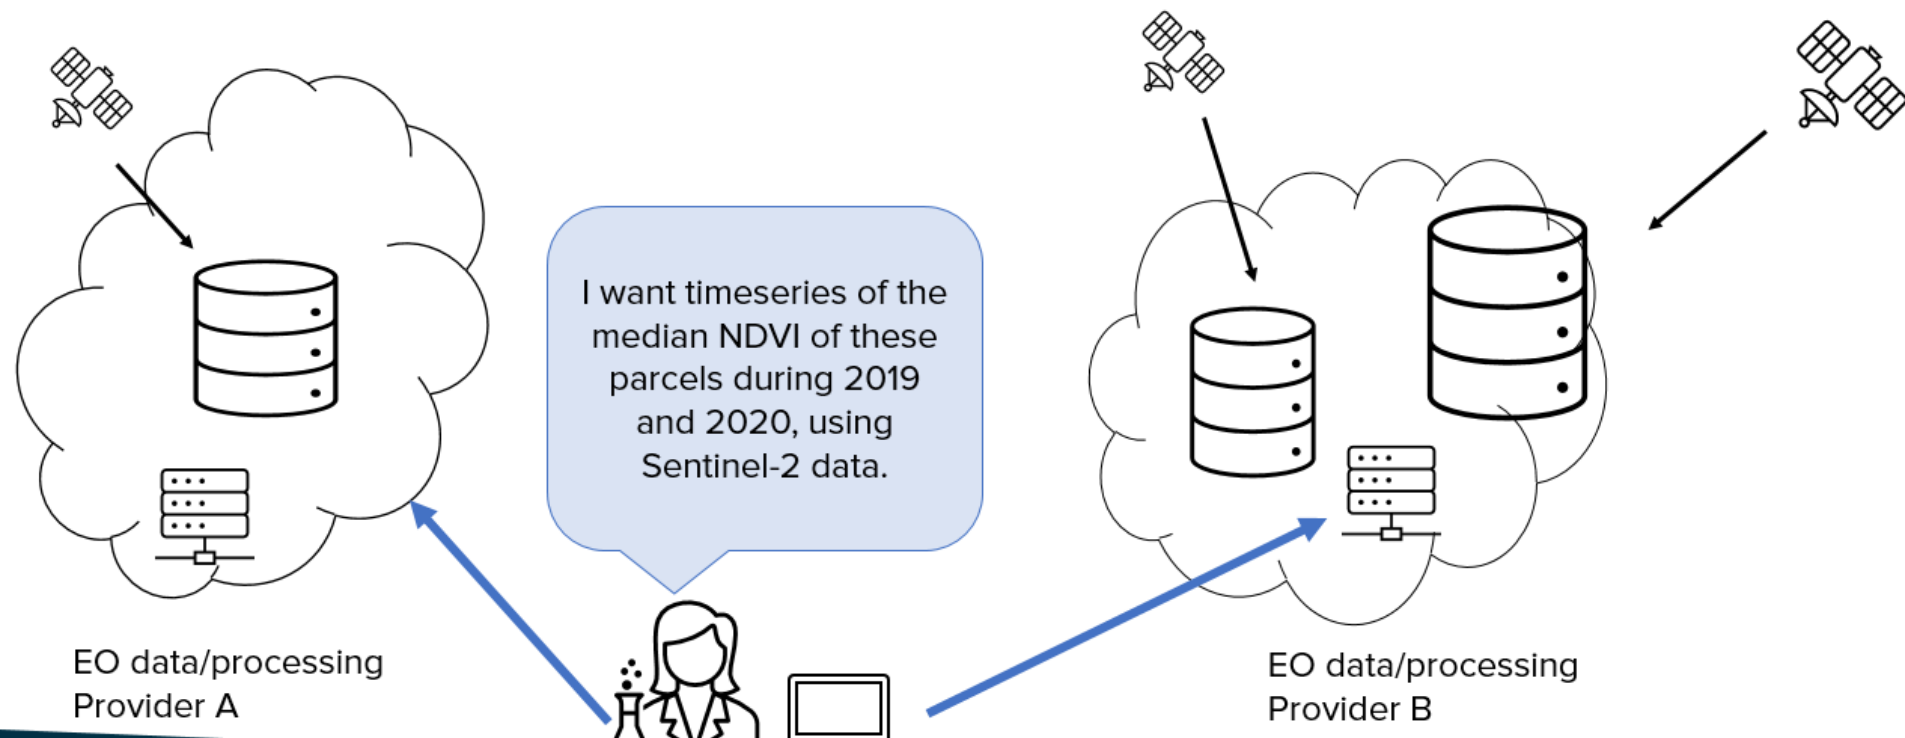 I want timeseries of the
median NDVI of these
parcels during 2019
and 2020, using
Sentinel-2 data.
EO data/processing
Provider A
EO data/processing
Provider B